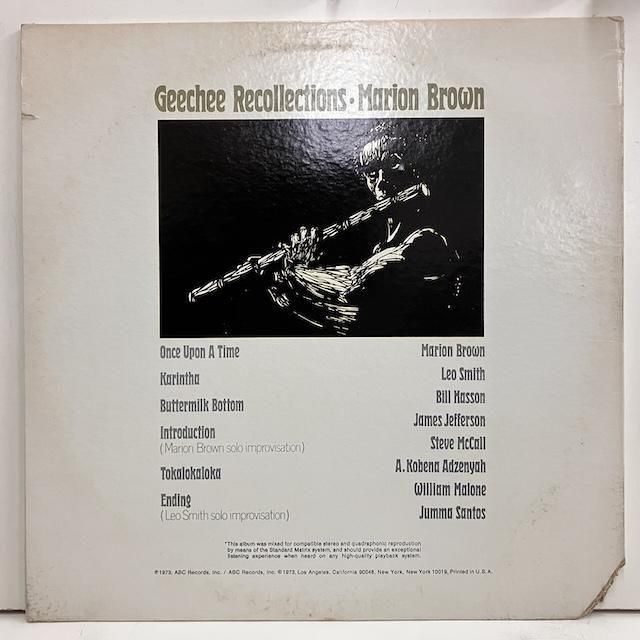 Geechee Recollections • Marion Brown
Once Upon A Time
Karintha
Buttermilk Bottom
Introduction
(Marion Brown solo improvisation)
Tokalokaloka
Ending
(Leo Smith solo improvisation)
Marion Brown
Leo Smith
Bill Hasson
James Jefferson
Steve McCall
A. Kobena Adzenyah
William Malone
Jumma Santos
"This album was mixed for compatible stereo and quadraphonic reproduction
by means of the Standard Matrix system, and should provide an exceptional
listening experience when heard on any high-quality playback system.
℗ 1973, ABC Records, Inc. / ABC Records, Inc. © 1973, Los Angeles, California 90048, New York, New York 10019, Printed in U.S.A.